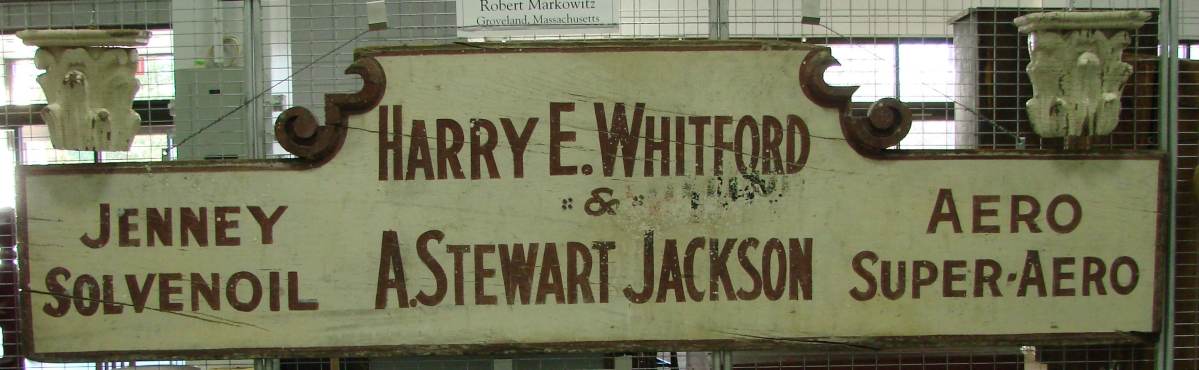 Robert Markowitz
Groveland, Massachusetts
HARRY E. WHITFORD
&
A. STEWART JACKSON
JENNEY
SOLVENOIL
AERO
SUPER-AERO